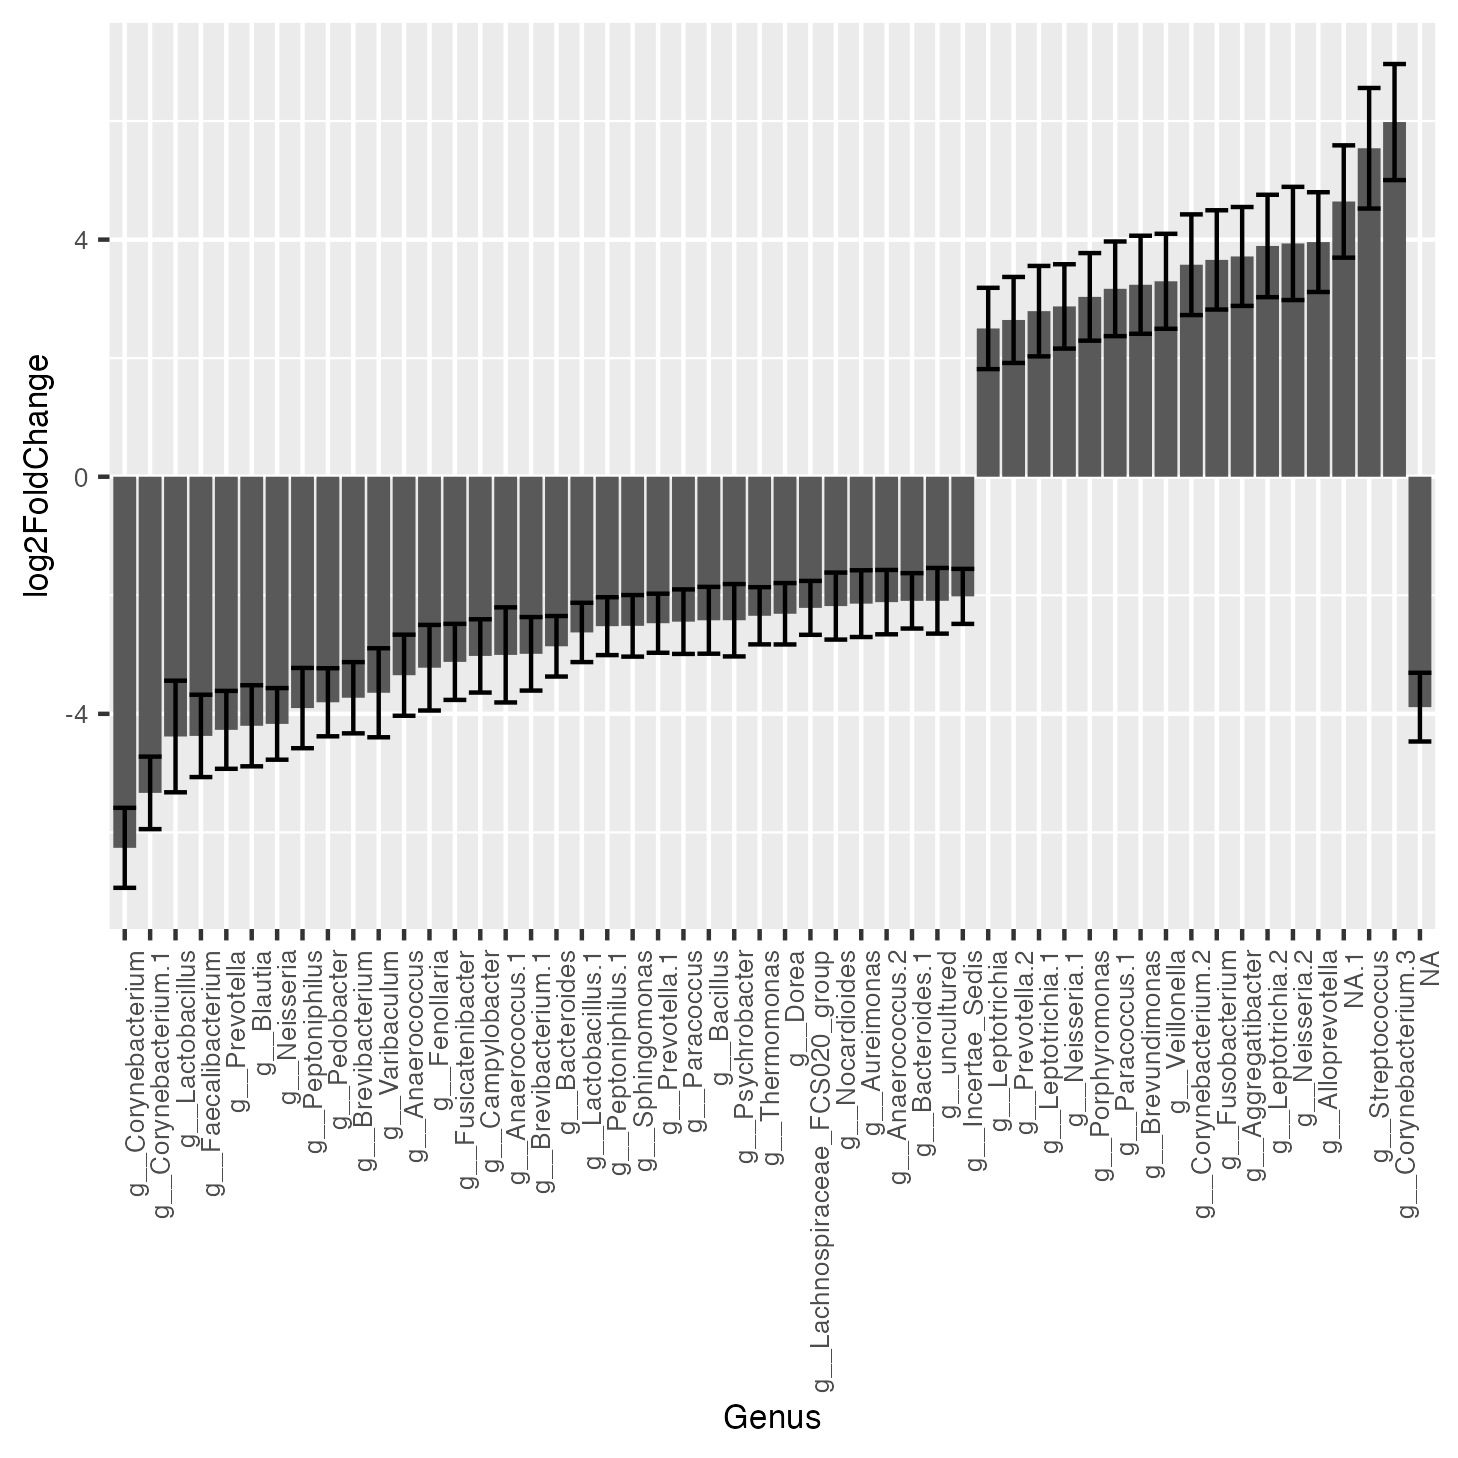 log2FoldChange
4
0
-4
g__Corynebacterium
g__Corynebacterium.1
g__Lactobacillus
g__Faecalibacterium
g__Prevotella
g__Blautia
g__Neisseria
g__Peptoniphilus
g__Pedobacter
g__Brevibacterium
g__Varibaculum
g__Anaerococcus
g__Fenollaria
g__Fusicatenibacter
g__Campylobacter
g__Anaerococcus.1
g__Brevibacterium.1
g__Bacteroides
g__Lactobacillus.1
g__Peptoniphilus.1
g__Sphingomonas
g__Prevotella.1
g__Paracoccus
g__Bacillus
g__Psychrobacter
g__Thermomonas
g__Dorea
g__Lachnospiraceae_FCS020_group
g__Nocardioides
g__Aureimonas
g__Anaerococcus.2
g__Bacteroides.1
g__uncultured
g__Incertae_Sedis
g__Leptotrichia
g__Prevotella.2
g__Leptotrichia.1
g__Neisseria.1
g__Porphyromonas
g__Paracoccus.1
g__Brevundimonas
g__Veillonella
g__Corynebacterium.2
g__Fusobacterium
g__Aggregatibacter
g__Leptotrichia.2
g__Neisseria.2
g__Alloprevotella
NA.1
g__Streptococcus
g__Corynebacterium.3
NA
Genus